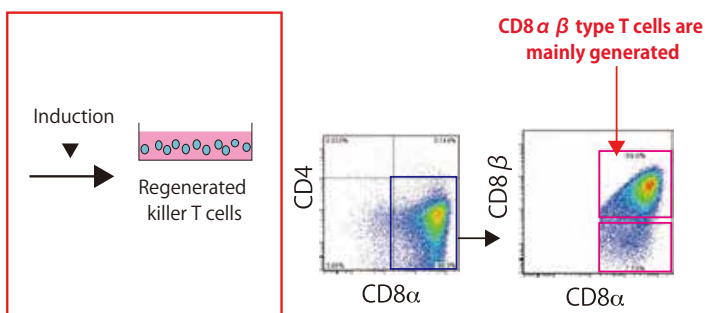 CD8α β type T cells are
mainly generated
Induction
Regenerated
killer T cells
CD4
CD8α
CD8β
CD8α